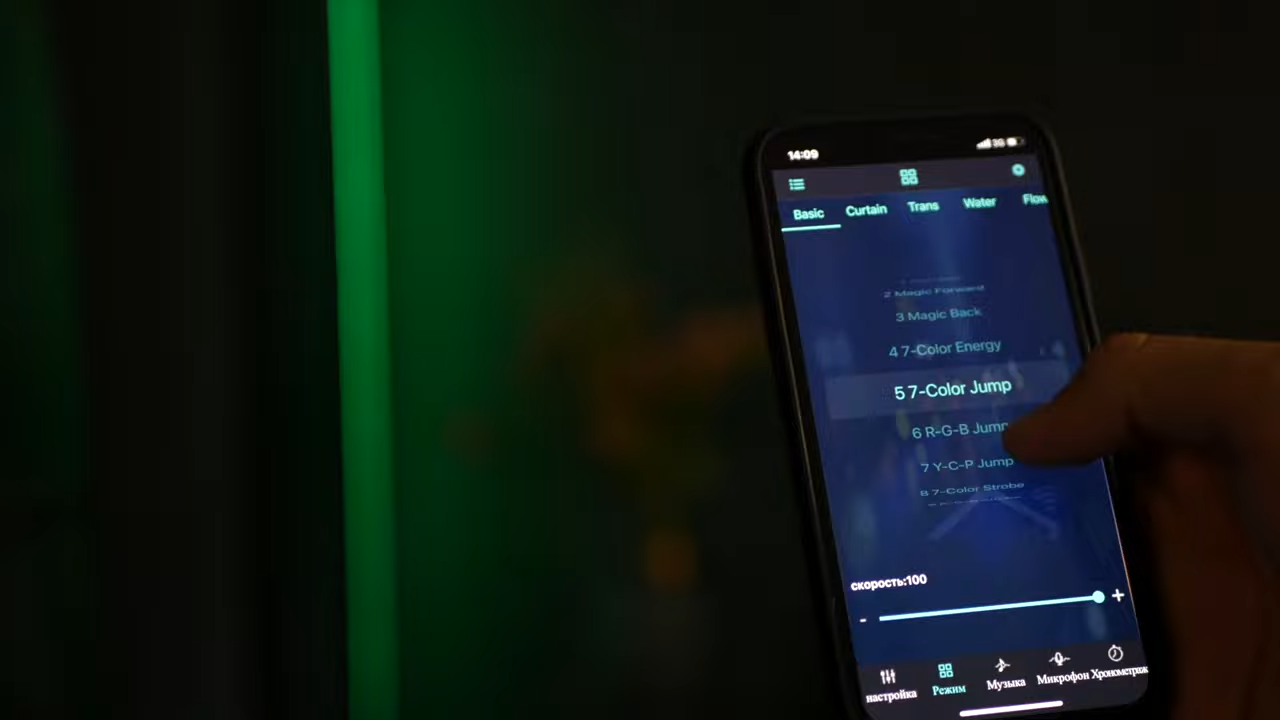 14:09
3G
Basic Curtain Trans Water Flow
2 Magic Forward
3 Magic Back
4 7-Color Energy
5 7-Color Jump
6 R-G-B Jump
7 Y-C-P Jump
8 7-Color Strobe
скорость:100
- +
настройка Режим Музыка Микрофон Хронометраж